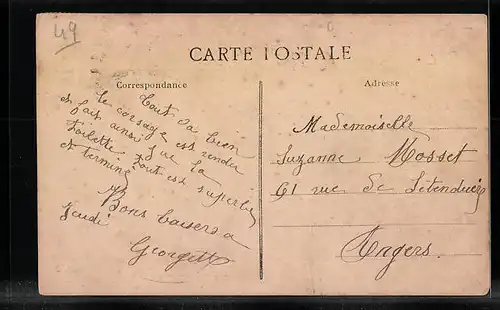 49
CARTE POSTALE
Correspondance
Adresse
Tout va bien
le corsage est rendu
et fait ainsi que la
toilette tout est superbe
et terminé
Bons baisers à
Jeudi
Georgette
Mademoiselle
Suzanne Mosset
61 rue de
Angers.